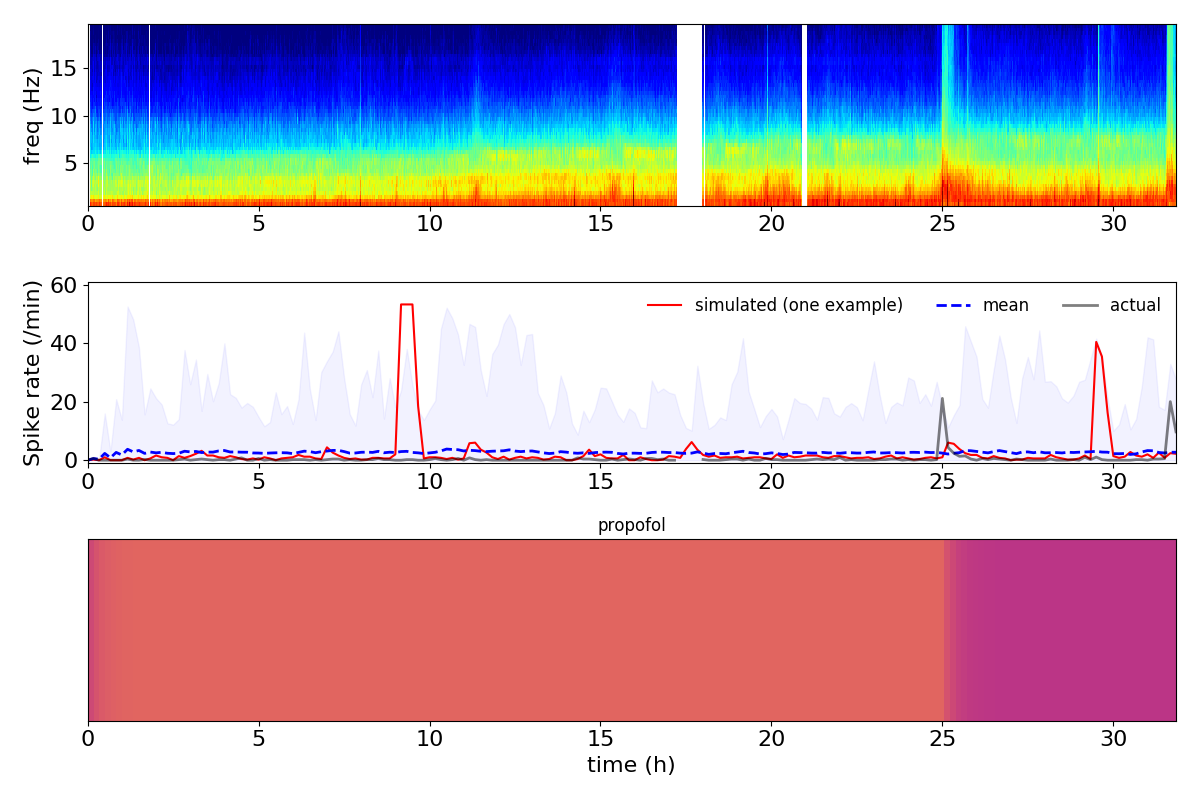 freq (Hz)
15
10
5
0 5 10 15 20 25 30
Spike rate (/min)
60
40
20
0
simulated (one example) mean actual
0 5 10 15 20 25 30
propofol
0 5 10 15 20 25 30
time (h)